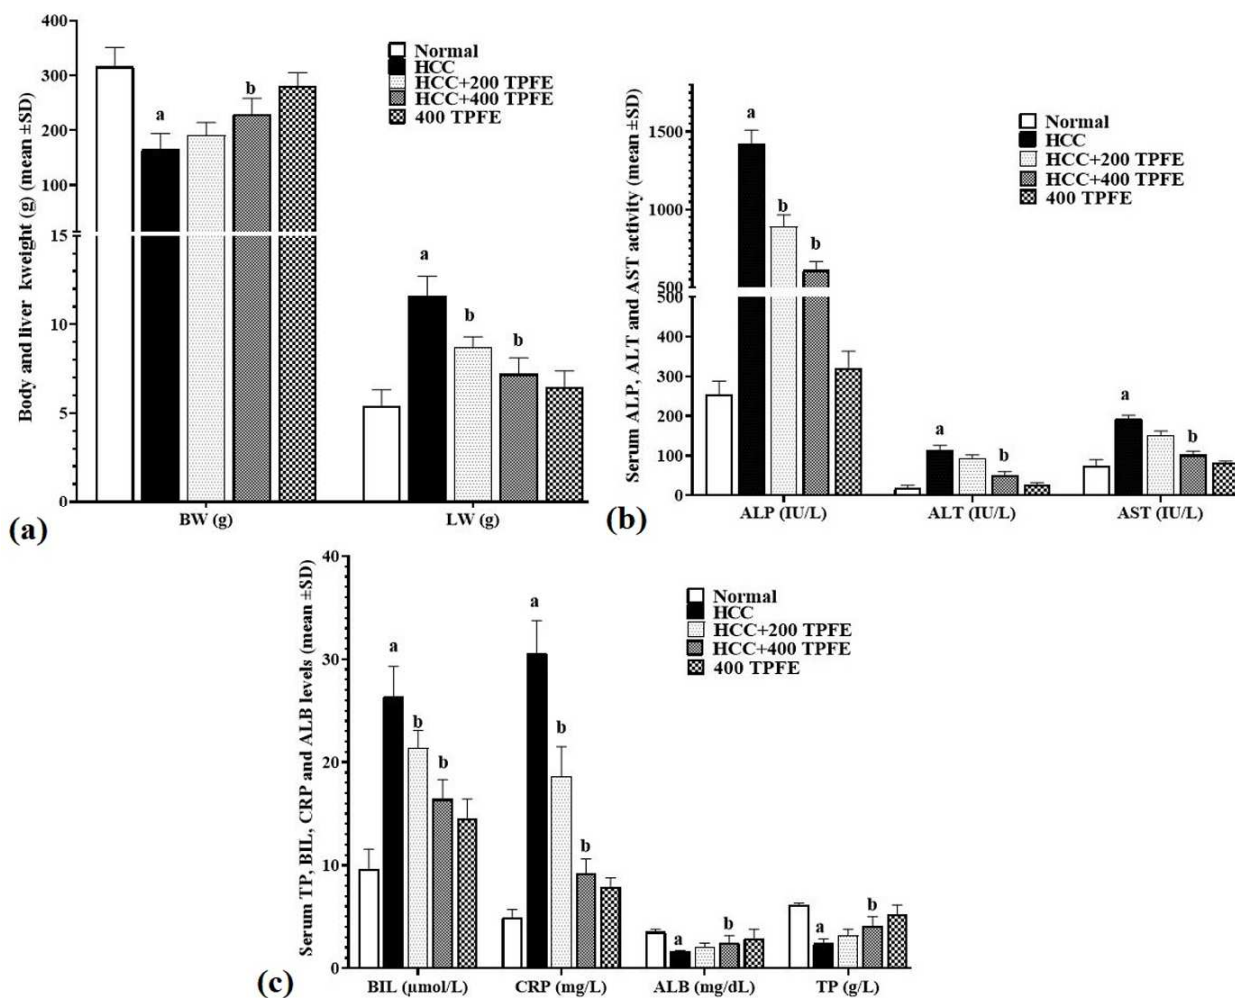 Body and liver kweight (g) (mean ±SD)
400
300
200
100
15
10
5
0
a
b
a
b
b
Normal
HCC
HCC+200 TPFE
HCC+400 TPFE
400 TPFE
BW (g)
LW (g)
(a)
Serum ALP, ALT and AST activity (mean ±SD)
1500
1000
500
500
400
300
200
100
0
a
b
b
a
b
a
b
Normal
HCC
HCC+200 TPFE
HCC+400 TPFE
400 TPFE
ALP (IU/L)
ALT (IU/L)
AST (IU/L)
(b)
Serum TP, BIL, CRP and ALB levels (mean ±SD)
40
30
20
10
0
a
b
b
a
b
b
a
b
a
b
Normal
HCC
HCC+200 TPFE
HCC+400 TPFE
400 TPFE
BIL (µmol/L)
CRP (mg/L)
ALB (mg/dL)
TP (g/L)
(c)